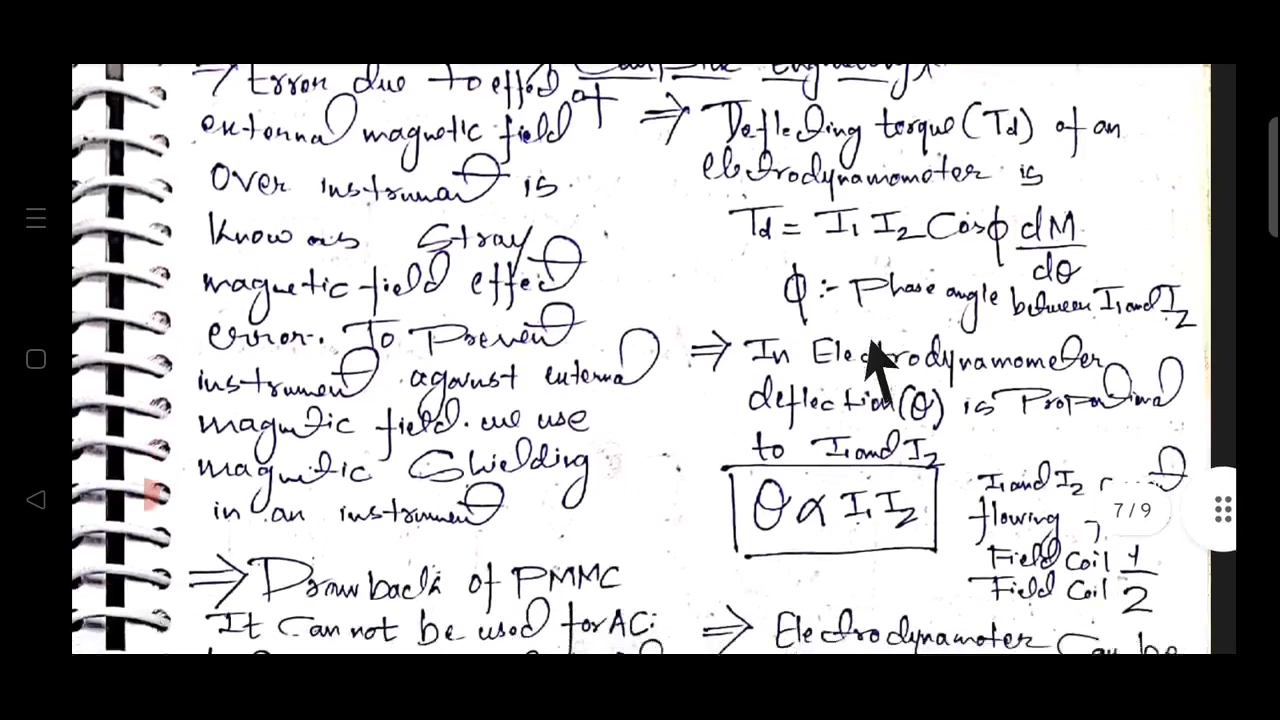 ⇒ Error due to effect of
external magnetic field
over instrument is
known as Stray
magnetic field effect
error. To Prevent
instrument against external
magnetic field. we use
magnetic Shielding
in an instrument
⇒ Drawback of PMMC
It Can not be used for AC.
⇒ Deflecting torque (Td) of an
electrodynamometer is
Td = I1 I2 Cosϕ dM/dθ
ϕ :- Phase angle between I1 and I2
⇒ In Electrodynamometer
deflection (θ) is Proportional
to I1 and I2
θ ∝ I1 I2
I1 and I2
flowing
Field Coil 1
Field Coil 2
⇒ Electrodynamoter Can be
7 / 9